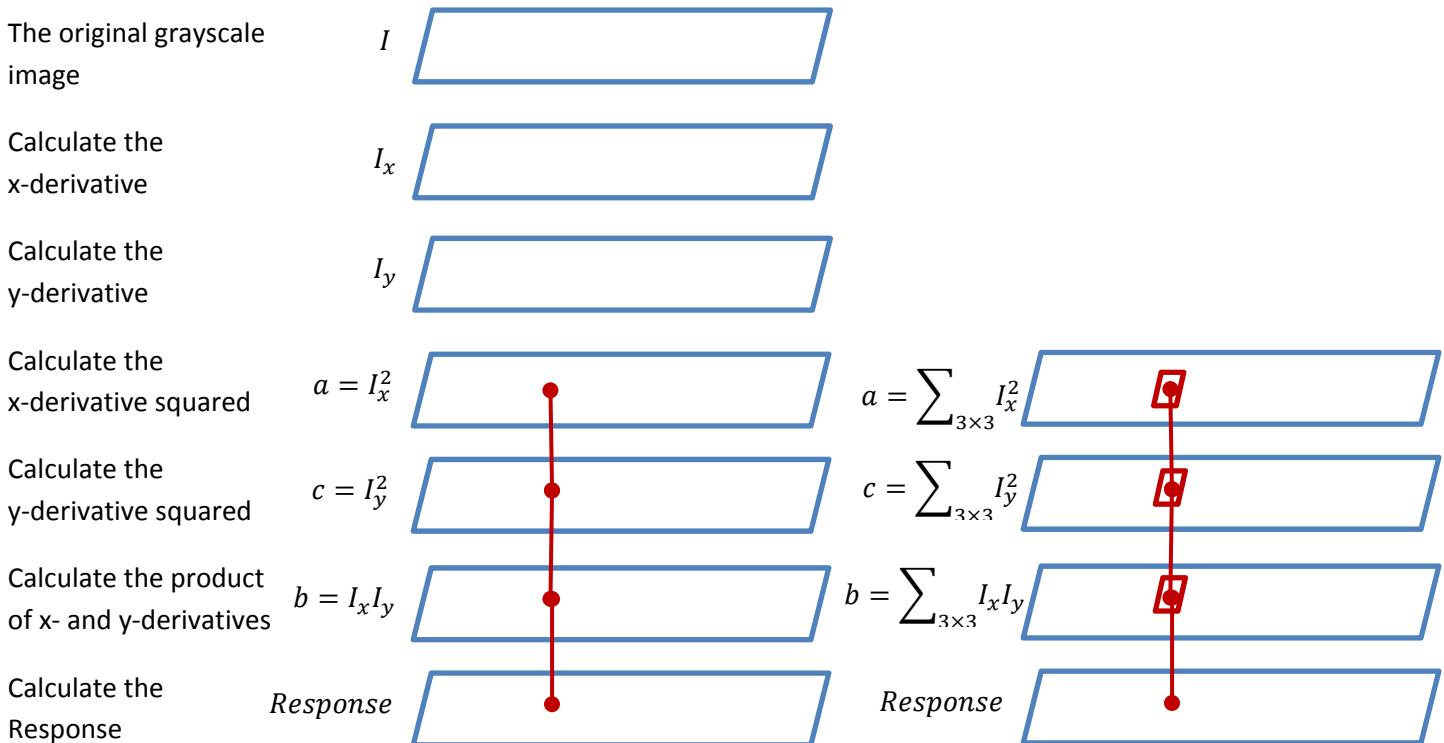 The original grayscale
image
I
Calculate the
x-derivative
I_x
Calculate the
y-derivative
I_y
Calculate the
x-derivative squared
a = I_x^2
a = ∑_{3×3} I_x^2
Calculate the
y-derivative squared
c = I_y^2
c = ∑_{3×3} I_y^2
Calculate the product
of x- and y-derivatives
b = I_x I_y
b = ∑_{3×3} I_x I_y
Calculate the
Response
Response
Response